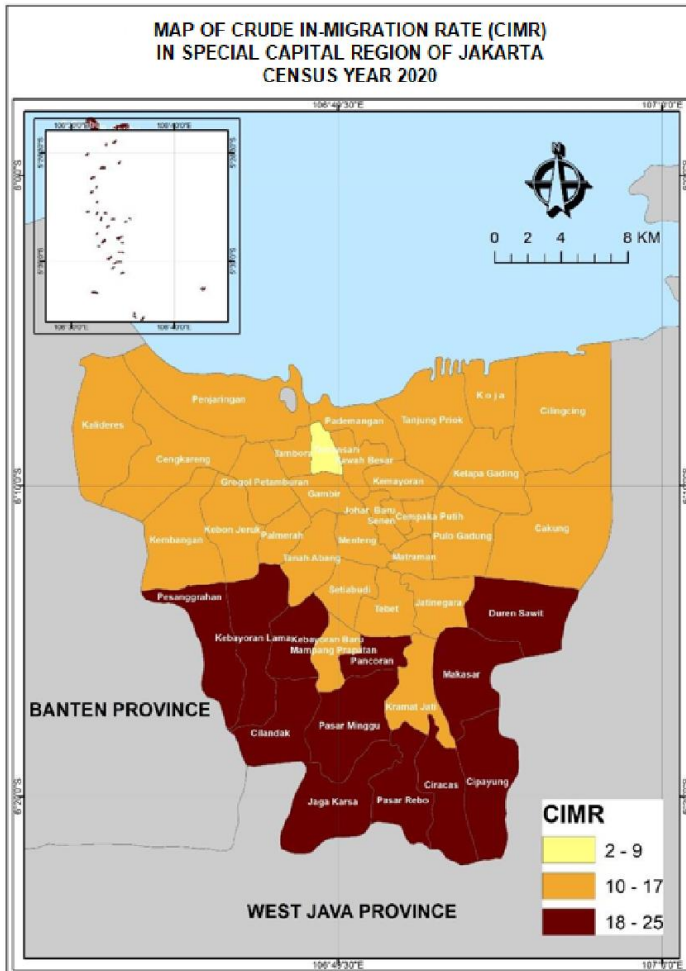 MAP OF CRUDE IN-MIGRATION RATE (CIMR)
IN SPECIAL CAPITAL REGION OF JAKARTA
CENSUS YEAR 2020
106°49'30"E
107°0'E
N
0 2 4 8 KM
Penjaringan
Pademangan
Tanjung Priok
Koja
Cilingcing
Kalideres
Cengkareng
Tambora
Sawah Besar
Kelapa Gading
Grogol Petamburan
Kemayoran
Gambir
Johar Baru
Senen
Cempaka Putih
Kembangan
Kebon Jeruk
Palmerah
Menteng
Pulo Gadung
Cakung
Tanah Abang
Matraman
Pesanggrahan
Setiabudi
Tebet
Jatinegara
Duren Sawit
Kebayoran Lama
Kebayoran Baru
Mampang Prapatan
Pancoran
Makasar
BANTEN PROVINCE
Kramat Jati
Cilandak
Pasar Minggu
Jaga Karsa
Pasar Rebo
Ciracas
Cipayung
CIMR
2 - 9
10 - 17
18 - 25
WEST JAVA PROVINCE
106°49'30"E